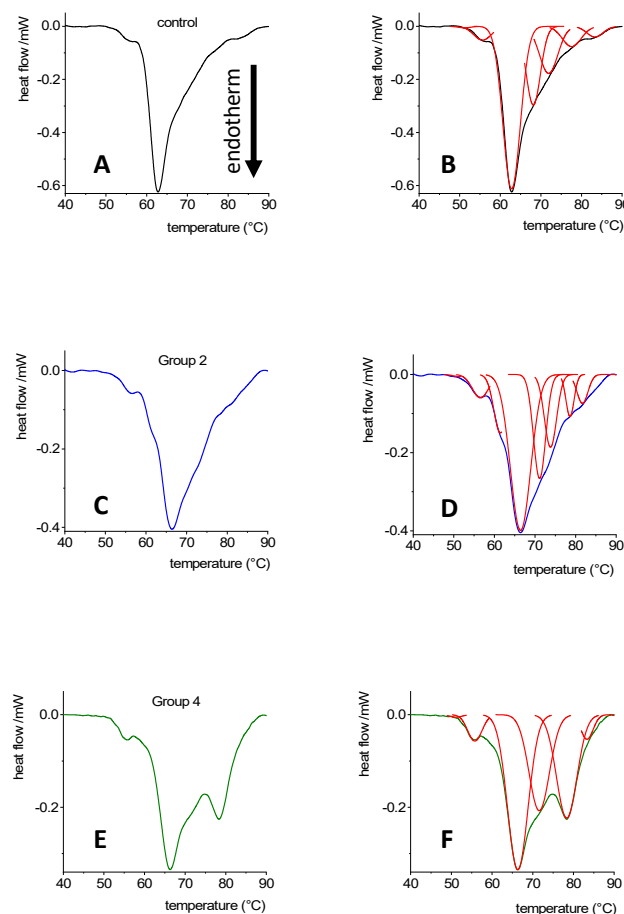 control
heat flow /mW
0.0
-0.2
-0.4
-0.6
40 50 60 70 80 90
temperature (°C)
A
endotherm
heat flow /mW
0.0
-0.2
-0.4
-0.6
40 50 60 70 80 90
temperature (°C)
B
Group 2
heat flow /mW
0.0
-0.2
-0.4
40 50 60 70 80 90
temperature (°C)
C
heat flow /mW
0.0
-0.2
-0.4
40 50 60 70 80 90
temperature (°C)
D
Group 4
heat flow /mW
0.0
-0.2
40 50 60 70 80 90
temperature (°C)
E
heat flow /mW
0.0
-0.2
40 50 60 70 80 90
temperature (°C)
F